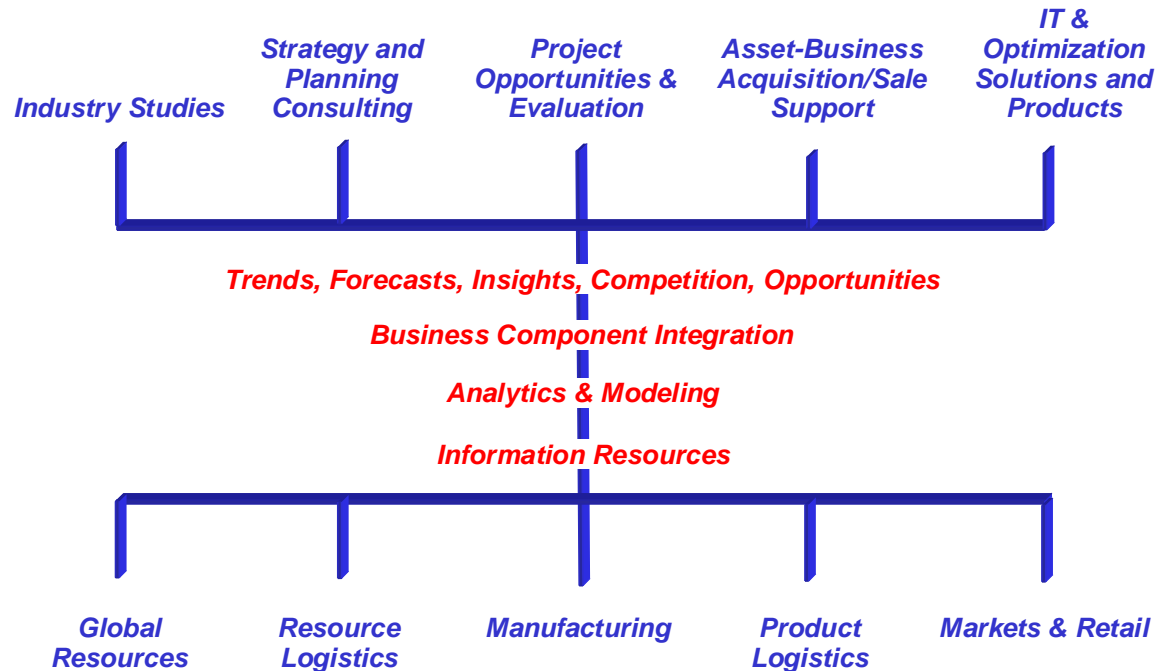 Industry Studies
Strategy and
Planning
Consulting
Project
Opportunities &
Evaluation
Asset-Business
Acquisition/Sale
Support
IT &
Optimization
Solutions and
Products
Trends, Forecasts, Insights, Competition, Opportunities
Business Component Integration
Analytics & Modeling
Information Resources
Global
Resources
Resource
Logistics
Manufacturing
Product
Logistics
Markets & Retail